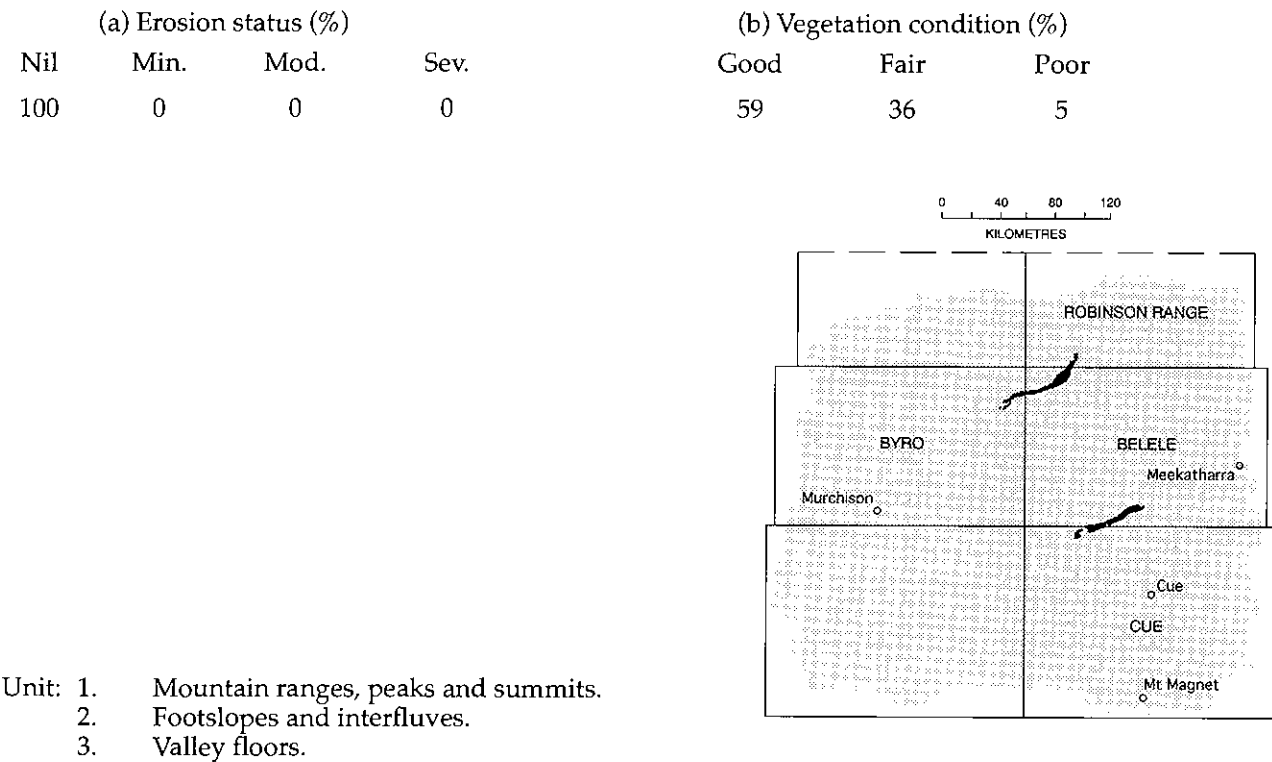 (a) Erosion status (%)
Nil Min. Mod. Sev.
100 0 0 0
(b) Vegetation condition (%)
Good Fair Poor
59 36 5
0 40 80 120
KILOMETRES
ROBINSON RANGE
BYRO BELELE
Meekatharra
Murchison
Cue
CUE
Mt Magnet
Unit: 1. Mountain ranges, peaks and summits.
2. Footslopes and interfluves.
3. Valley floors.